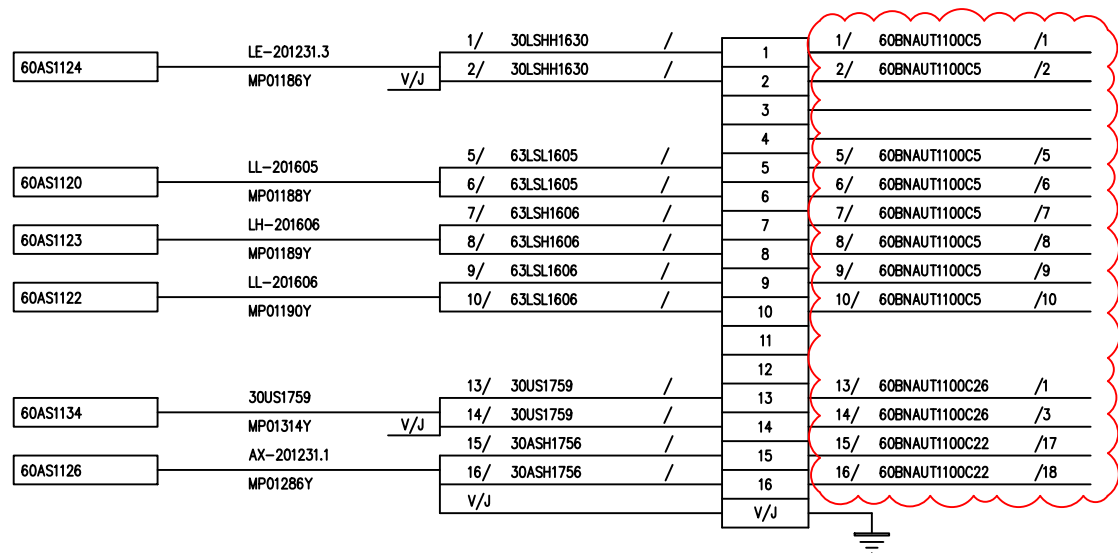 1/ 30LSHH1630 / 1 1/ 60BNAUT1100C5 /1
60AS1124 LE-201231.3 MP01186Y V/J
2/ 30LSHH1630 / 2 2/ 60BNAUT1100C5 /2
3
4
5/ 63LSL1605 / 5 5/ 60BNAUT1100C5 /5
60AS1120 LL-201605 MP01188Y
6/ 63LSL1605 / 6 6/ 60BNAUT1100C5 /6
7/ 63LSH1606 / 7 7/ 60BNAUT1100C5 /7
60AS1123 LH-201606 MP01189Y
8/ 63LSH1606 / 8 8/ 60BNAUT1100C5 /8
9/ 63LSL1606 / 9 9/ 60BNAUT1100C5 /9
60AS1122 LL-201606 MP01190Y
10/ 63LSL1606 / 10 10/ 60BNAUT1100C5 /10
11
12
13/ 30US1759 / 13 13/ 60BNAUT1100C26 /1
60AS1134 30US1759 MP01314Y V/J
14/ 30US1759 / 14 14/ 60BNAUT1100C26 /3
15/ 30ASH1756 / 15 15/ 60BNAUT1100C22 /17
60AS1126 AX-201231.1 MP01286Y
16/ 30ASH1756 / 16 16/ 60BNAUT1100C22 /18
V/J V/J